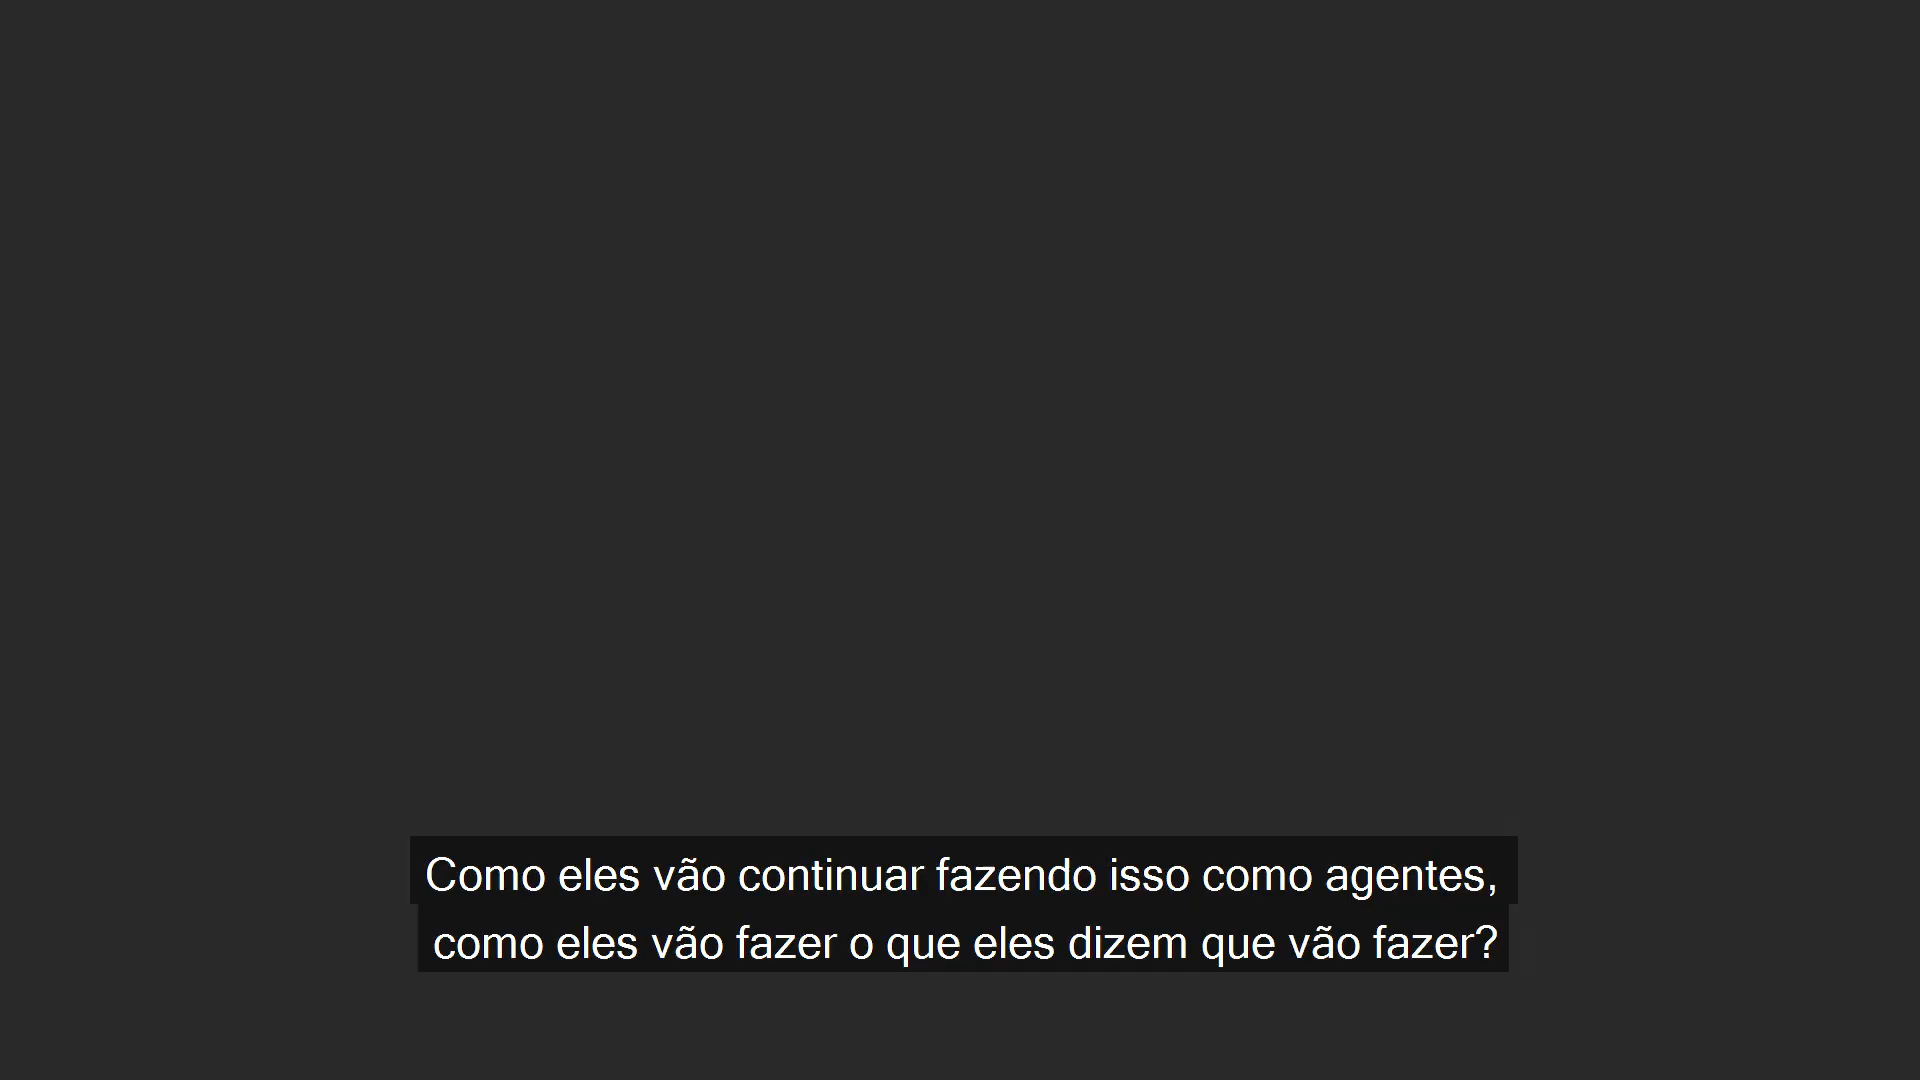 Como eles vão continuar fazendo isso como agentes,
como eles vão fazer o que eles dizem que vão fazer?